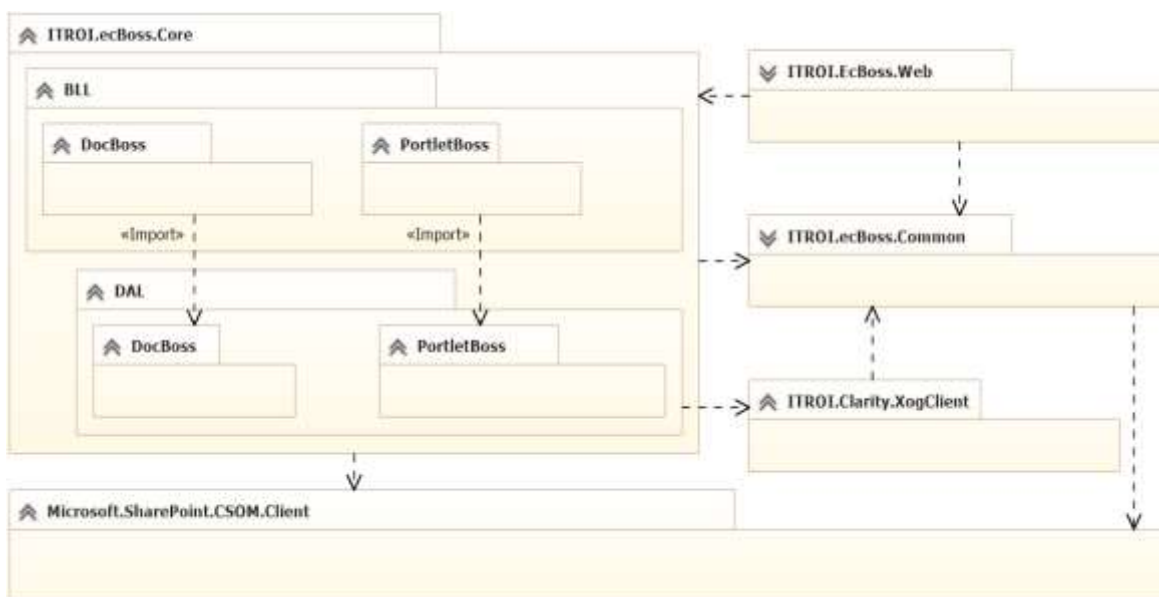 ITROI.ecBoss.Core
BLL
DocBoss
PortletBoss
«Import»
«Import»
DAL
DocBoss
PortletBoss
ITROI.EcBoss.Web
ITROI.ecBoss.Common
ITROI.Clarity.XogClient
Microsoft.SharePoint.CSOM.Client